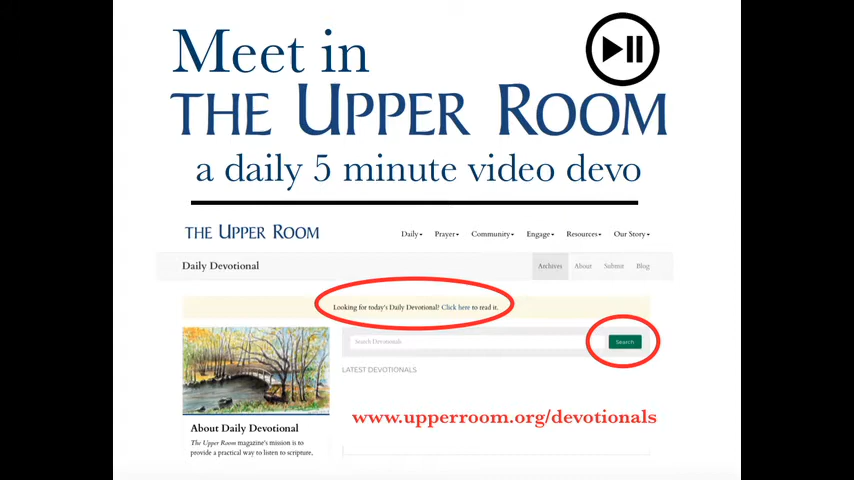 Meet in
THE UPPER ROOM
a daily 5 minute video devo
THE UPPER ROOM
Daily Prayer Community Engage Resources Our Story
Daily Devotional
Archives About Submit Blog
Looking for today's Daily Devotional? Click here to read it.
Search Devotionals
Search
LATEST DEVOTIONALS
www.upperroom.org/devotionals
About Daily Devotional
The Upper Room magazine's mission is to
provide a practical way to listen to scripture,